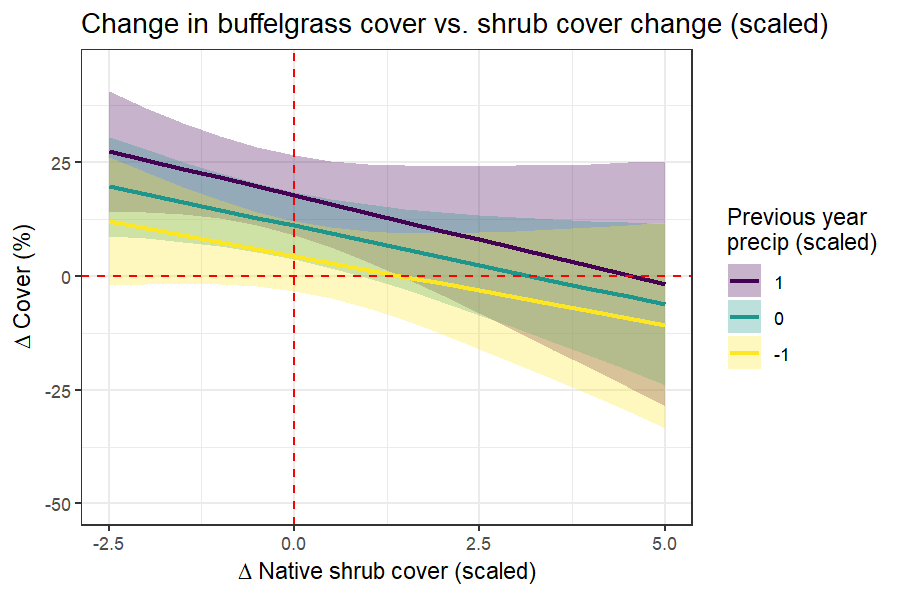 Change in buffelgrass cover vs. shrub cover change (scaled)
Δ Cover (%)
25
0
-25
-50
-2.5
0.0
2.5
5.0
Δ Native shrub cover (scaled)
Previous year
precip (scaled)
1
0
-1